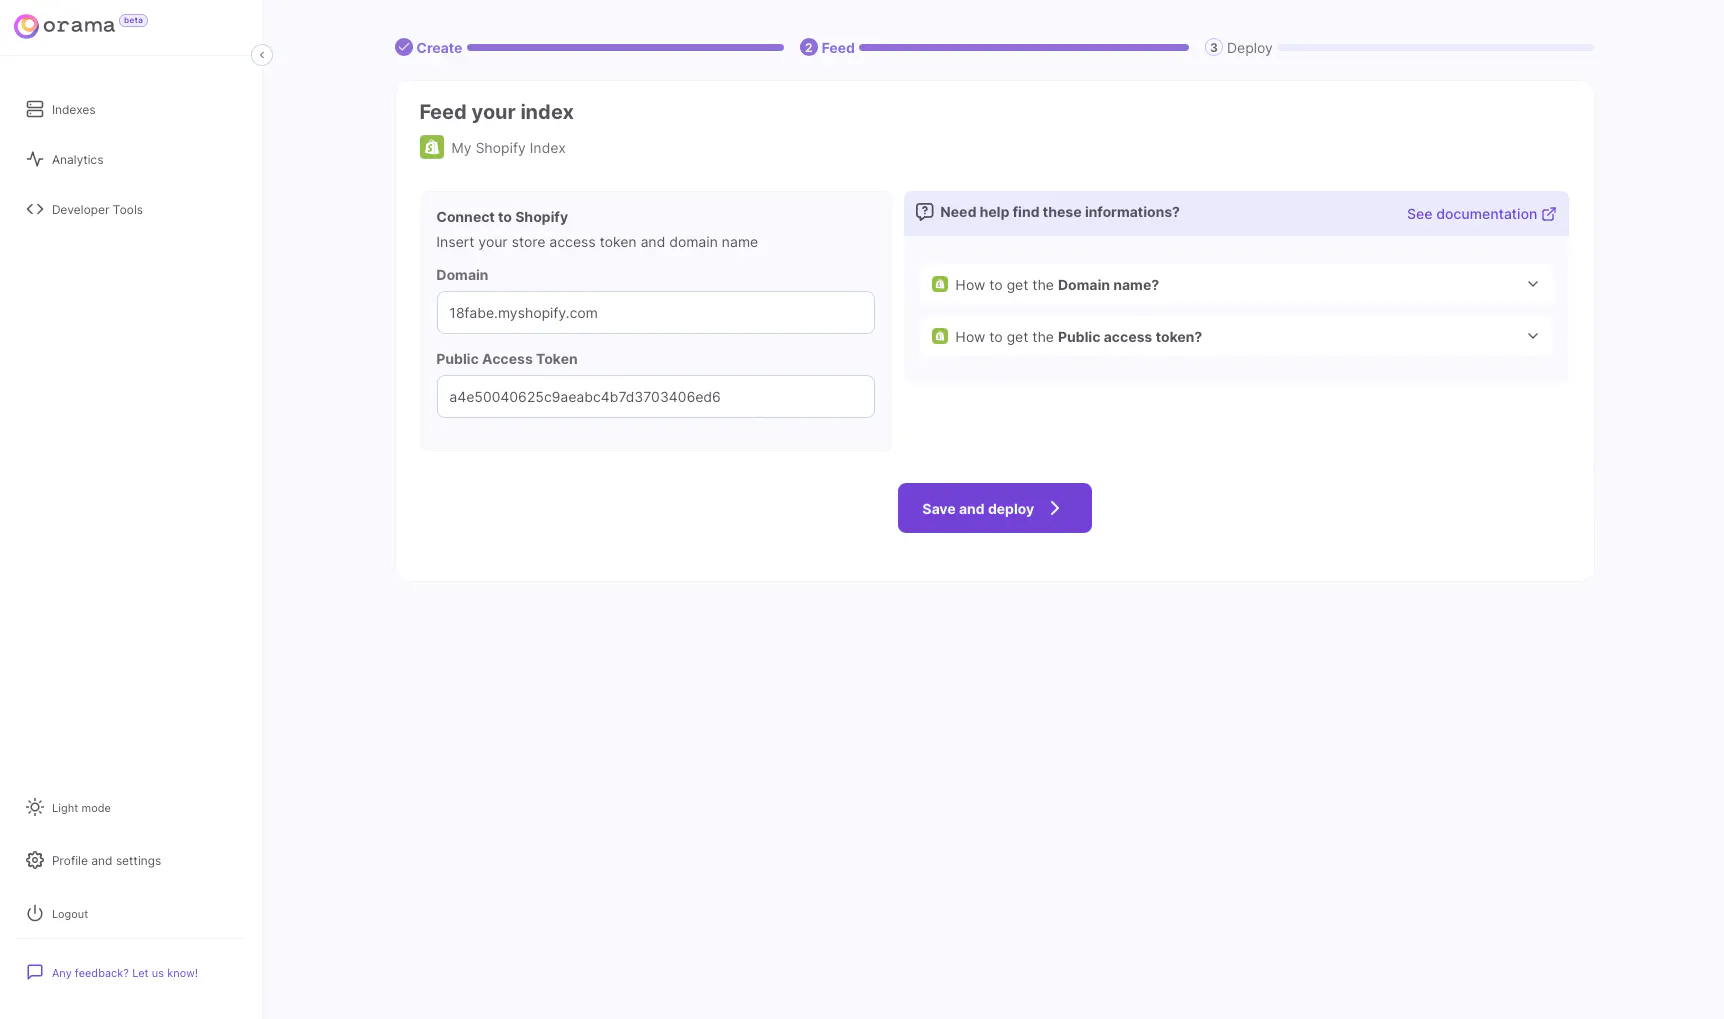 orama beta
Indexes
Analytics
Developer Tools
Light mode
Profile and settings
Logout
Any feedback? Let us know!
Create
2 Feed
3 Deploy
Feed your index
My Shopify Index
Connect to Shopify
Insert your store access token and domain name
Domain
18fabe.myshopify.com
Public Access Token
a4e50040625c9aeabc4b7d3703406ed6
Need help find these informations?
See documentation
How to get the Domain name?
How to get the Public access token?
Save and deploy